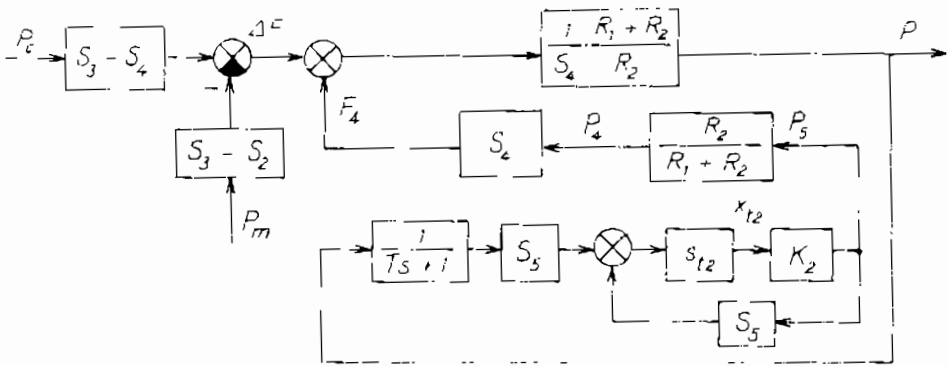 P_c
S_3 - S_4
ΔF
-
1 R_1 + R_2
S_4 R_2
P
F_4
S_3 - S_2
P_m
S_4
P_4
R_2
R_1 + R_2
P_5
1
Ts + 1
S_5
s_t2
x_t2
K_2
S_5